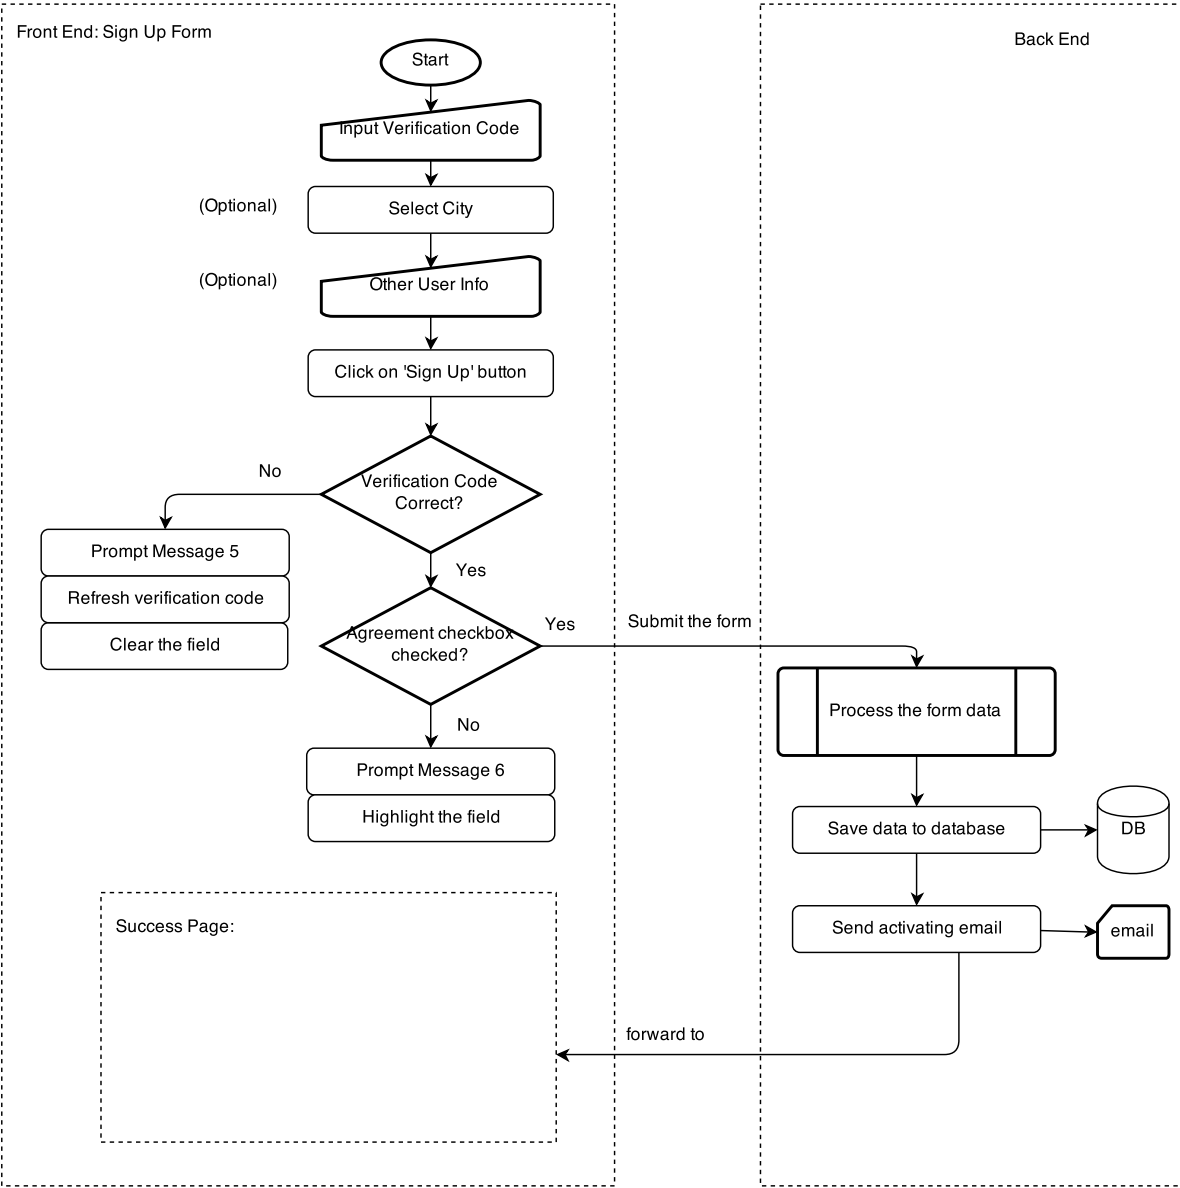 Front End: Sign Up Form
Back End
Start
Input Verification Code
(Optional)
Select City
(Optional)
Other User Info
Click on 'Sign Up' button
No
Verification Code
Correct?
Prompt Message 5
Refresh verification code
Clear the field
Yes
Agreement checkbox
checked?
Yes
Submit the form
No
Prompt Message 6
Highlight the field
Process the form data
Save data to database
DB
Send activating email
email
Success Page:
forward to